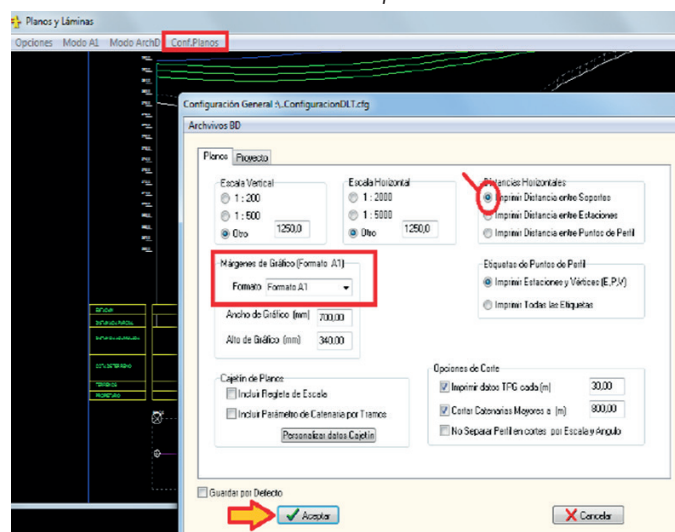 Planos y Láminas
Opciones Modo A1 Modo ArchD Conf.Planos
Configuración General :\..ConfiguracionDLT.cfg
Archvivos BD
Planos Proyecto
Escala Vertical
1 : 200
1 : 500
Otro 1250,0
Escala Horizontal
1 : 2000
1 : 5000
Otro 1250,0
Distancias Horizontales
Imprimir Distancia entre Soportes
Imprimir Distancia entre Estaciones
Imprimir Distancia entre Puntos de Perfil
Márgenes de Gráfico (Formato A1)
Formato Formato A1
Ancho de Gráfico (mm) 700,00
Alto de Gráfico (mm) 340,00
Etiquetas de Puntos de Perfil
Imprimir Estaciones y Vértices (E,P,V)
Imprimir Todas las Etiquetas
Cajetín de Planos
Incluir Regleta de Escala
Incluir Parámetro de Catenaria por Tramos
Personalizar datos Cajetín
Opciones de Corte
Imprimir datos TPG cada (m) 30,00
Cortar Catenarias Mayores a (m) 800,00
No Separar Perfil en cortes por Escala y Angulo
Guardar por Defecto
Aceptar
Cancelar